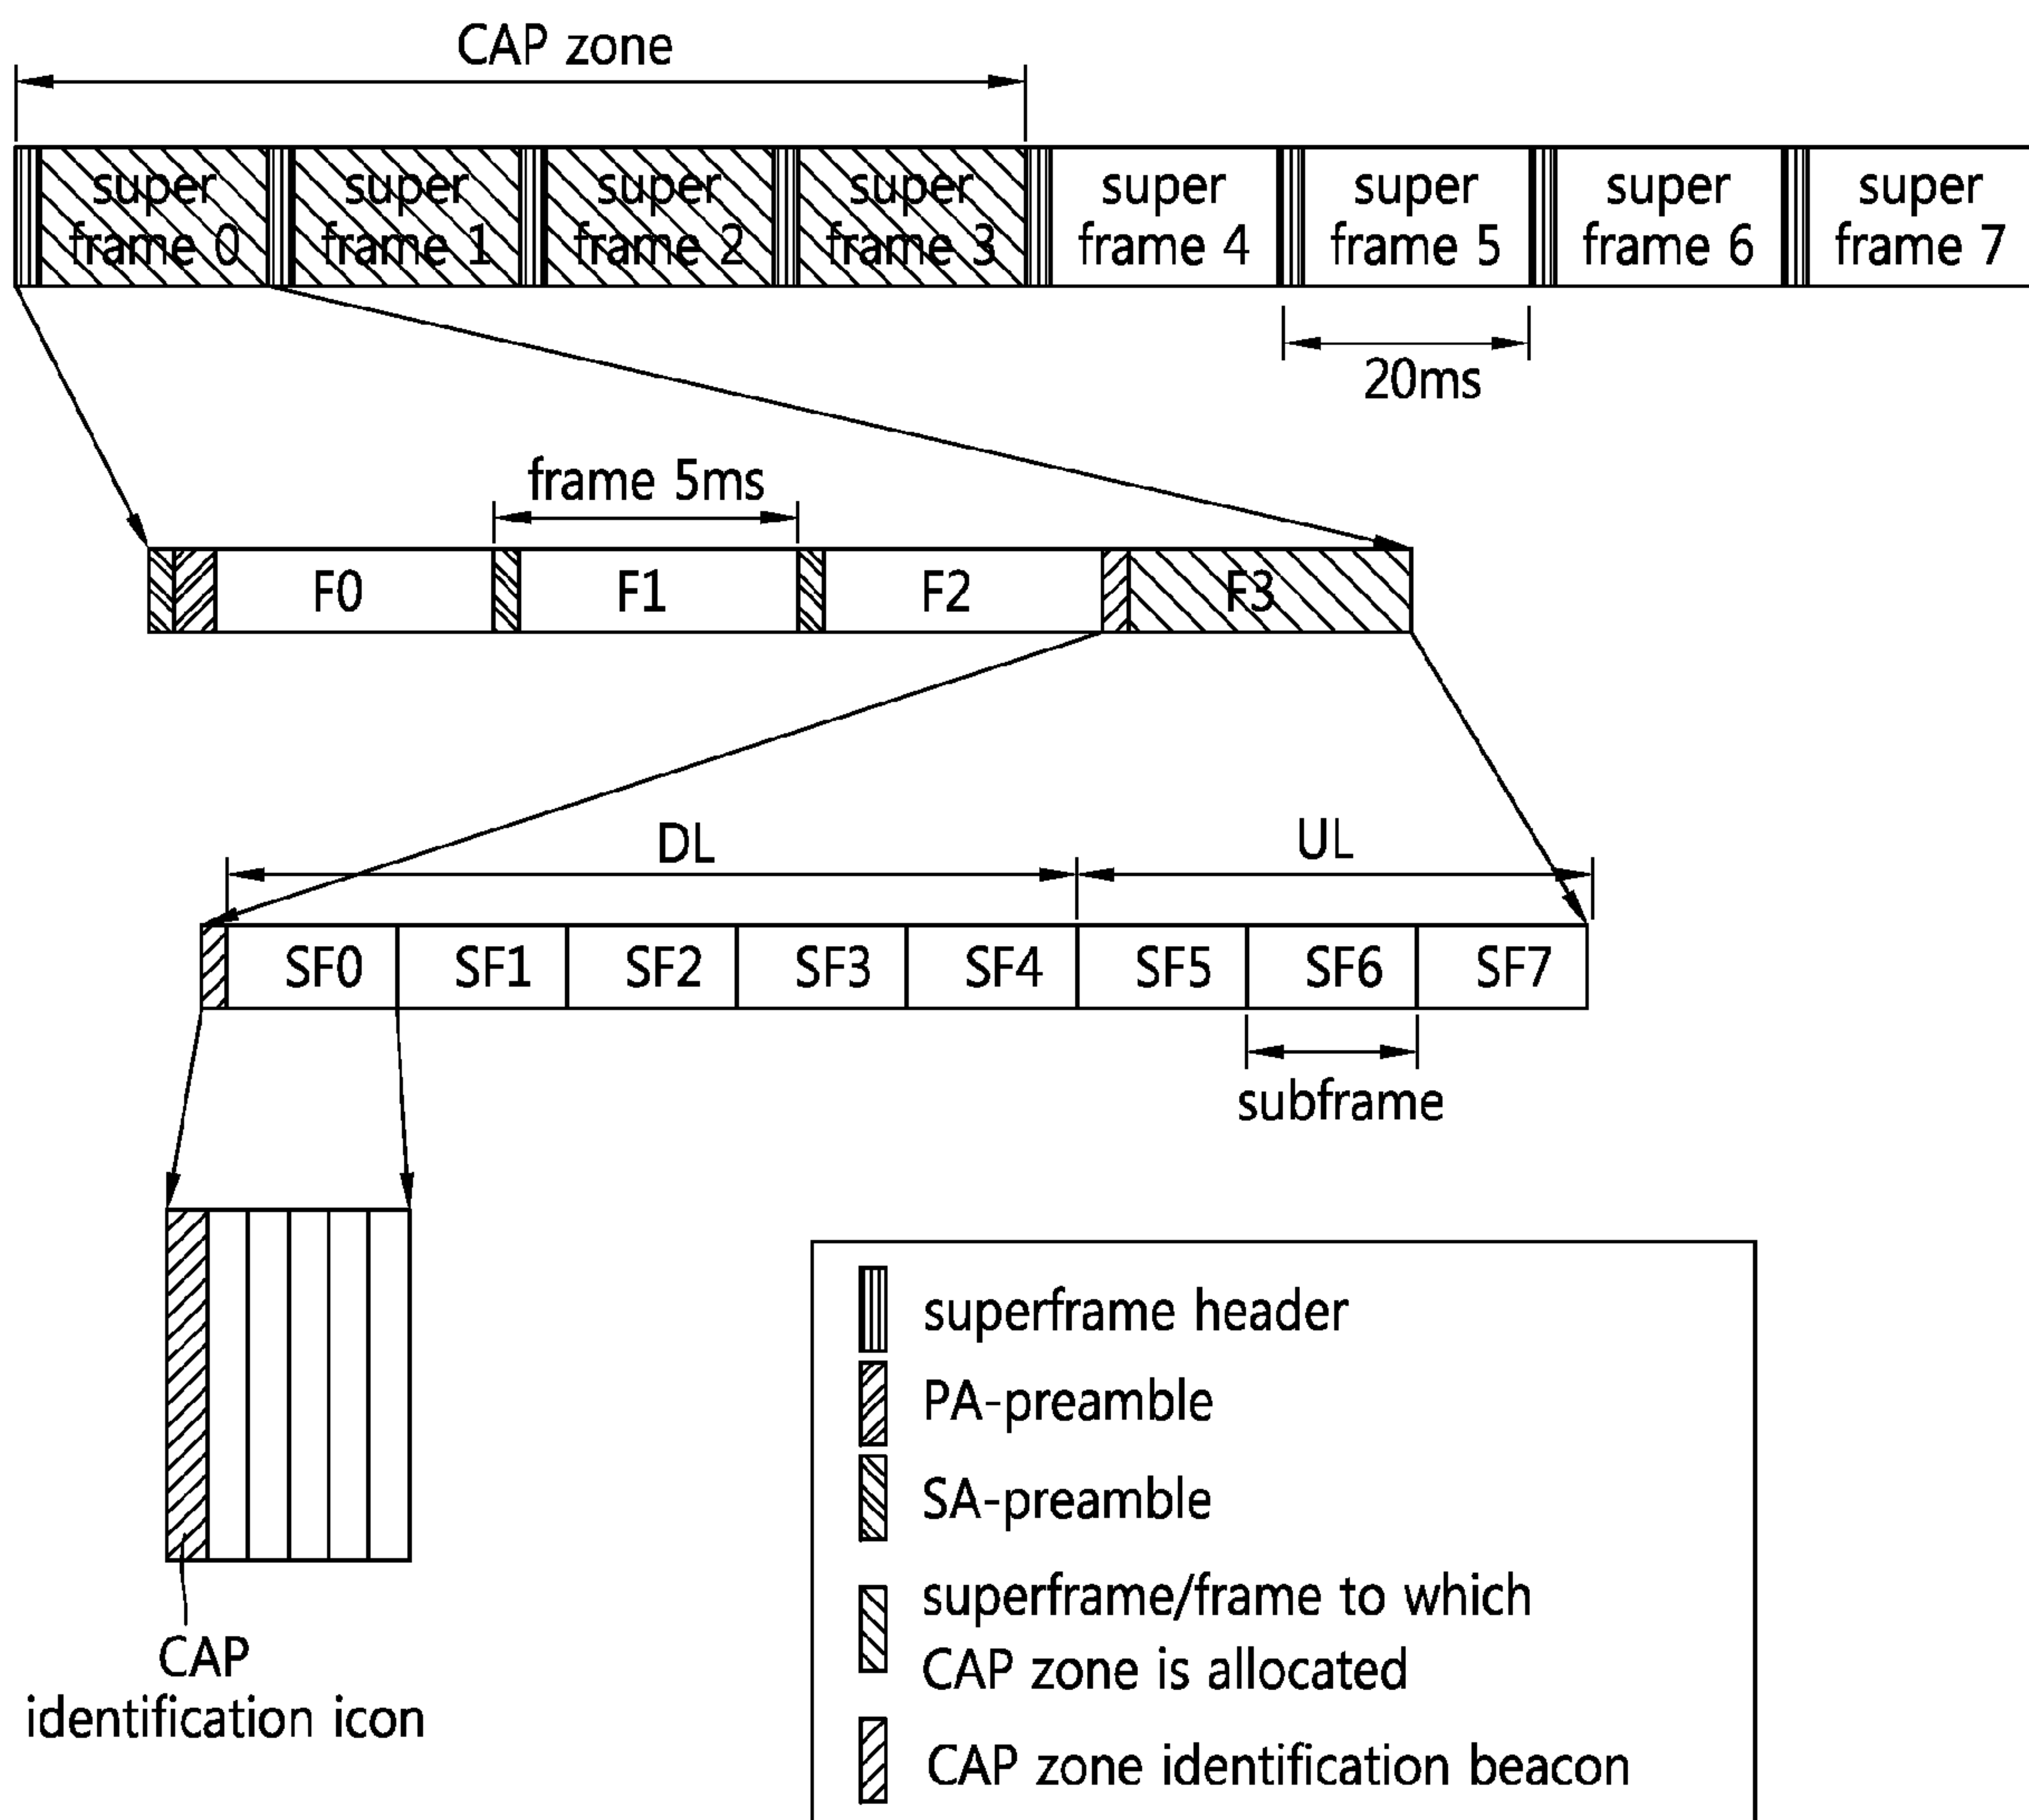 CAP zone
super
frame 0
super
frame 1
super
frame 2
super
frame 3
super
frame 4
super
frame 5
super
frame 6
super
frame 7
20ms
frame 5ms
F0
F1
F2
F3
DL
UL
SF0
SF1
SF2
SF3
SF4
SF5
SF6
SF7
subframe
CAP
identification icon
superframe header
PA-preamble
SA-preamble
superframe/frame to which
CAP zone is allocated
CAP zone identification beacon